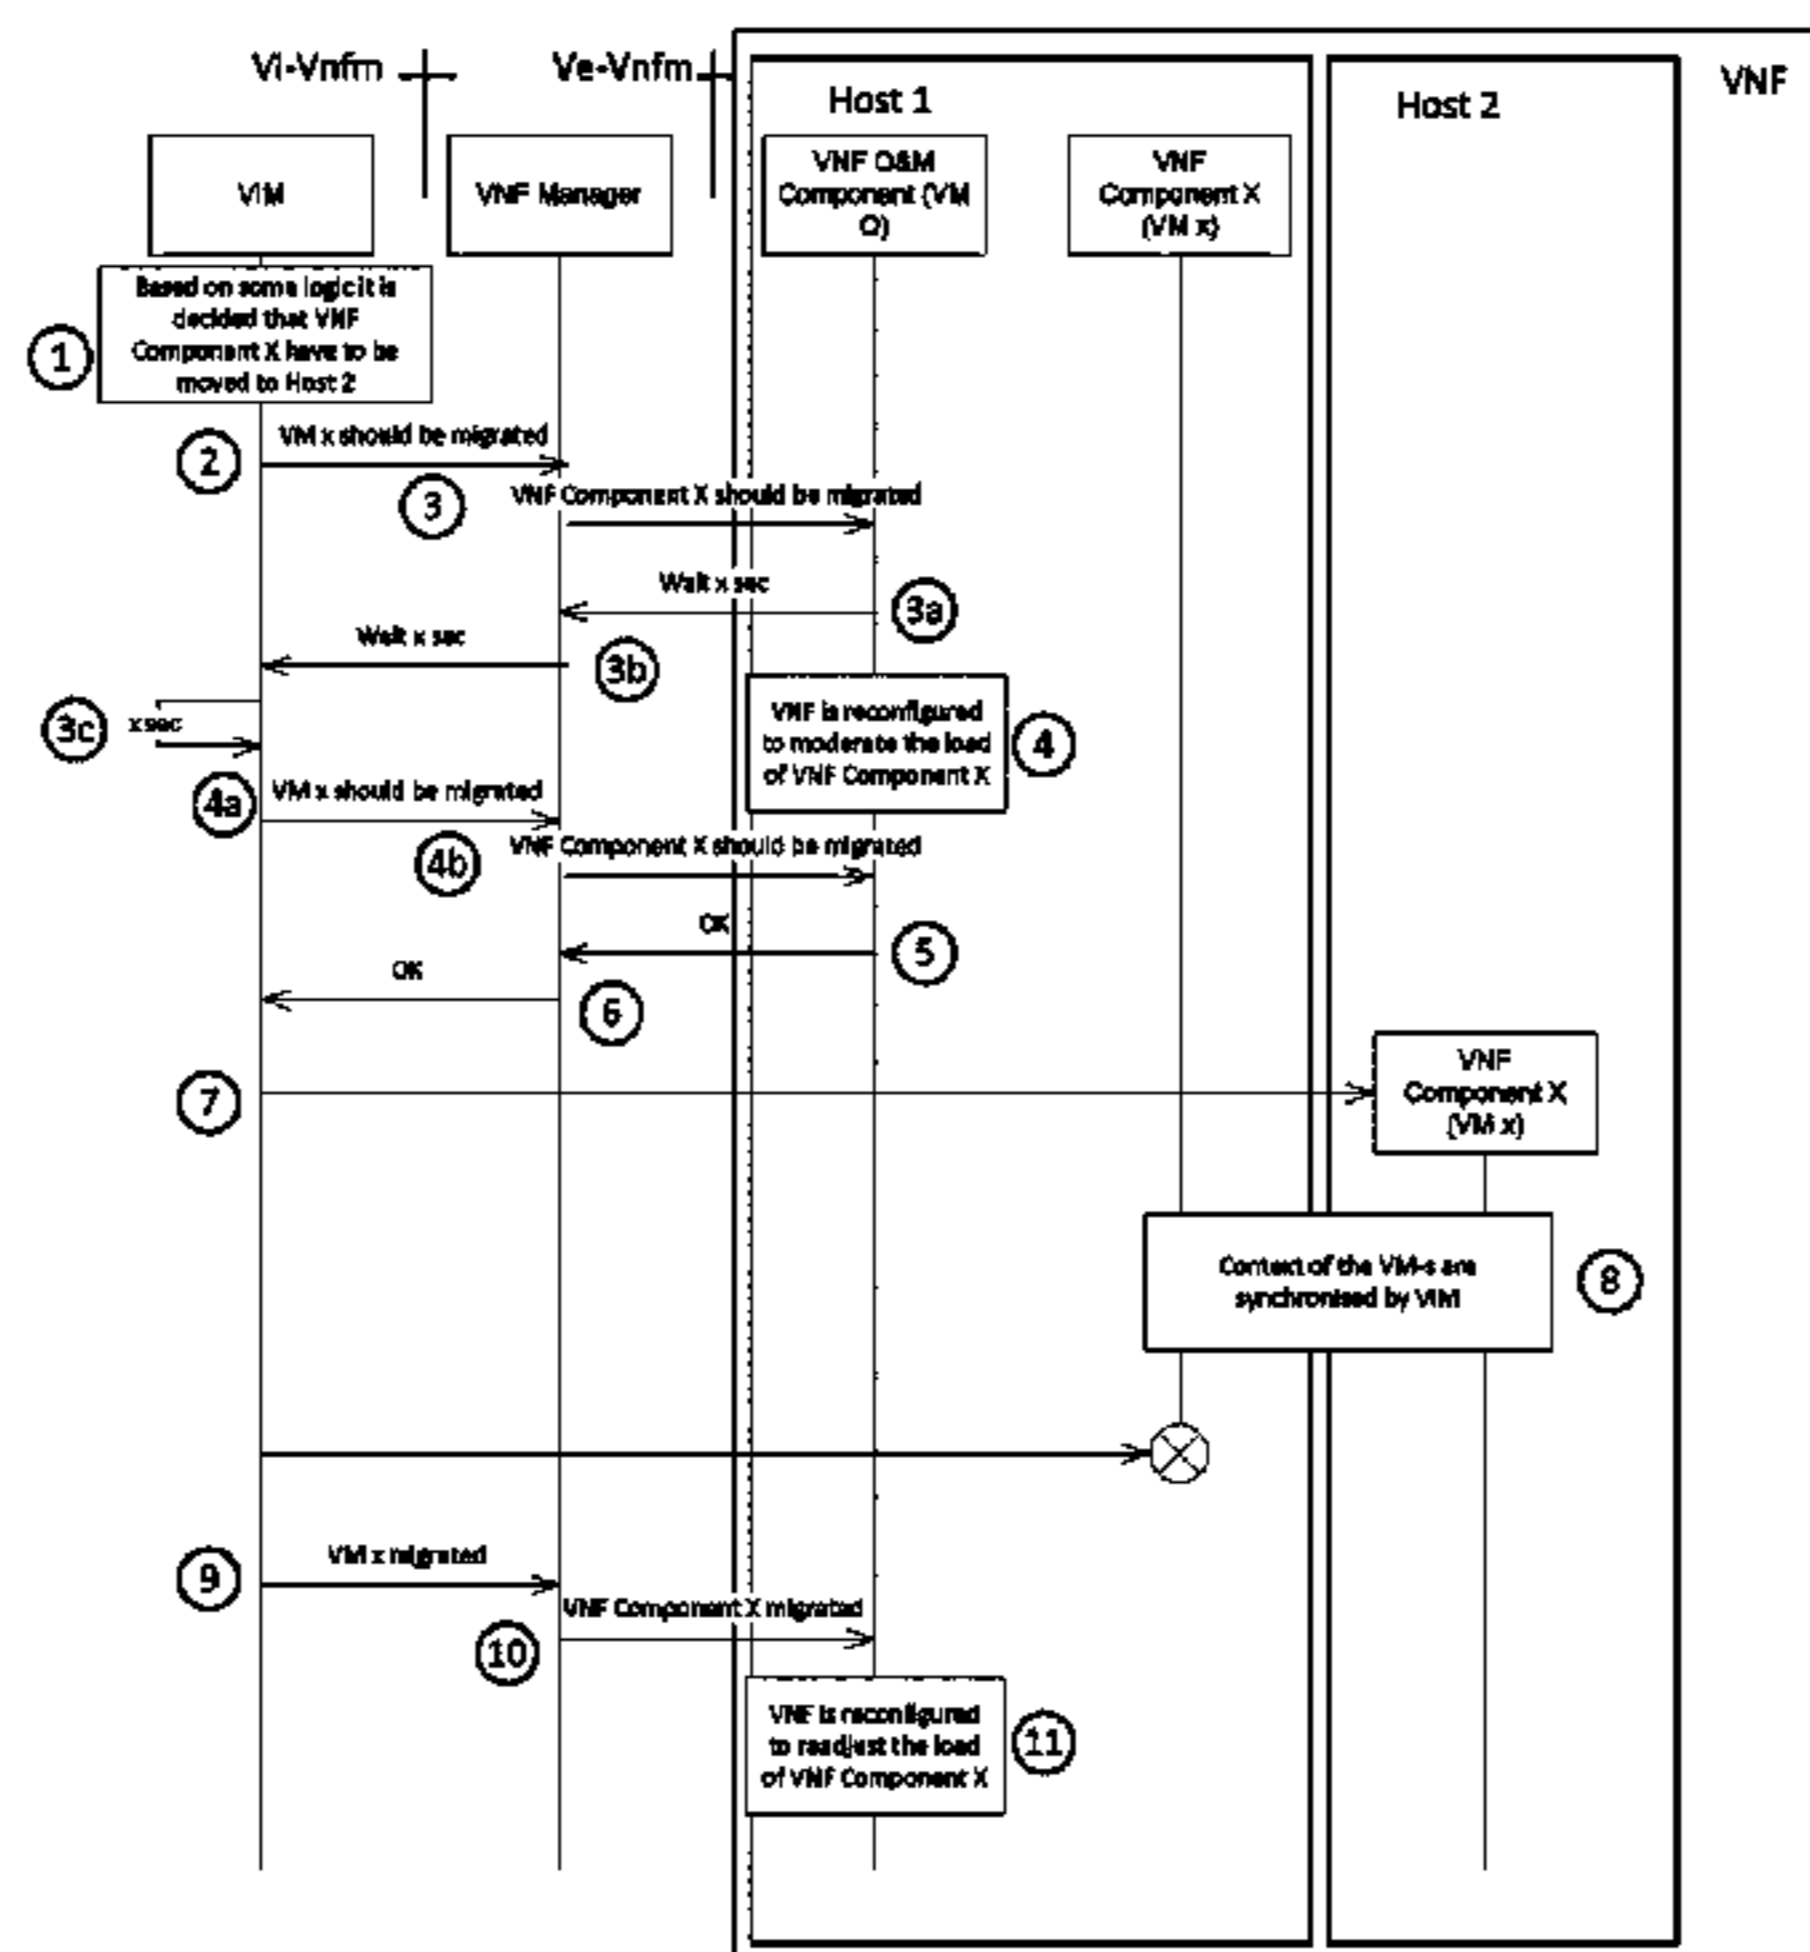 Vi-Vnfm
Ve-Vnfm
VNF
Host 1
Host 2
VIM
VNF Manager
VNF O&M
Component (VM
O)
VNF
Component X
(VM x)
Based on some logic it is
decided that VNF
Component X have to be
moved to Host 2
1
2
VM x should be migrated
3
VNF Component X should be migrated
Wait x sec
3a
Wait x sec
3b
3c
x sec
VNF is reconfigured
to moderate the load
of VNF Component X
4
4a
VM x should be migrated
4b
VNF Component X should be migrated
OK
5
OK
6
7
VNF
Component X
(VM x)
Context of the VM-s are
synchronised by VIM
8
9
VM x migrated
10
VNF Component X migrated
VNF is reconfigured
to readjust the load
of VNF Component X
11